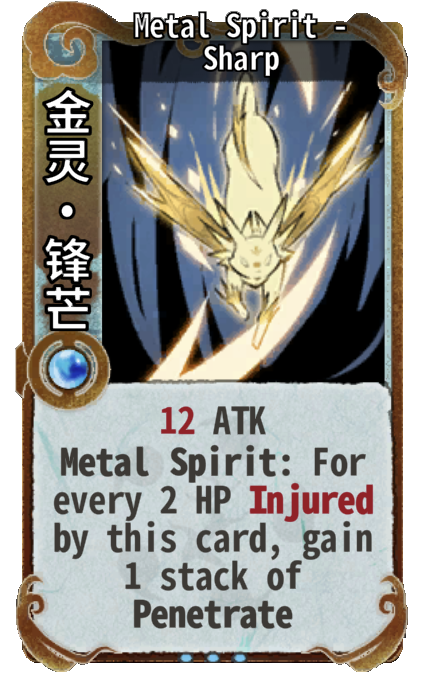 Metal Spirit -
Sharp
金灵·锋芒
12 ATK
Metal Spirit: For
every 2 HP Injured
by this card, gain
1 stack of
Penetrate